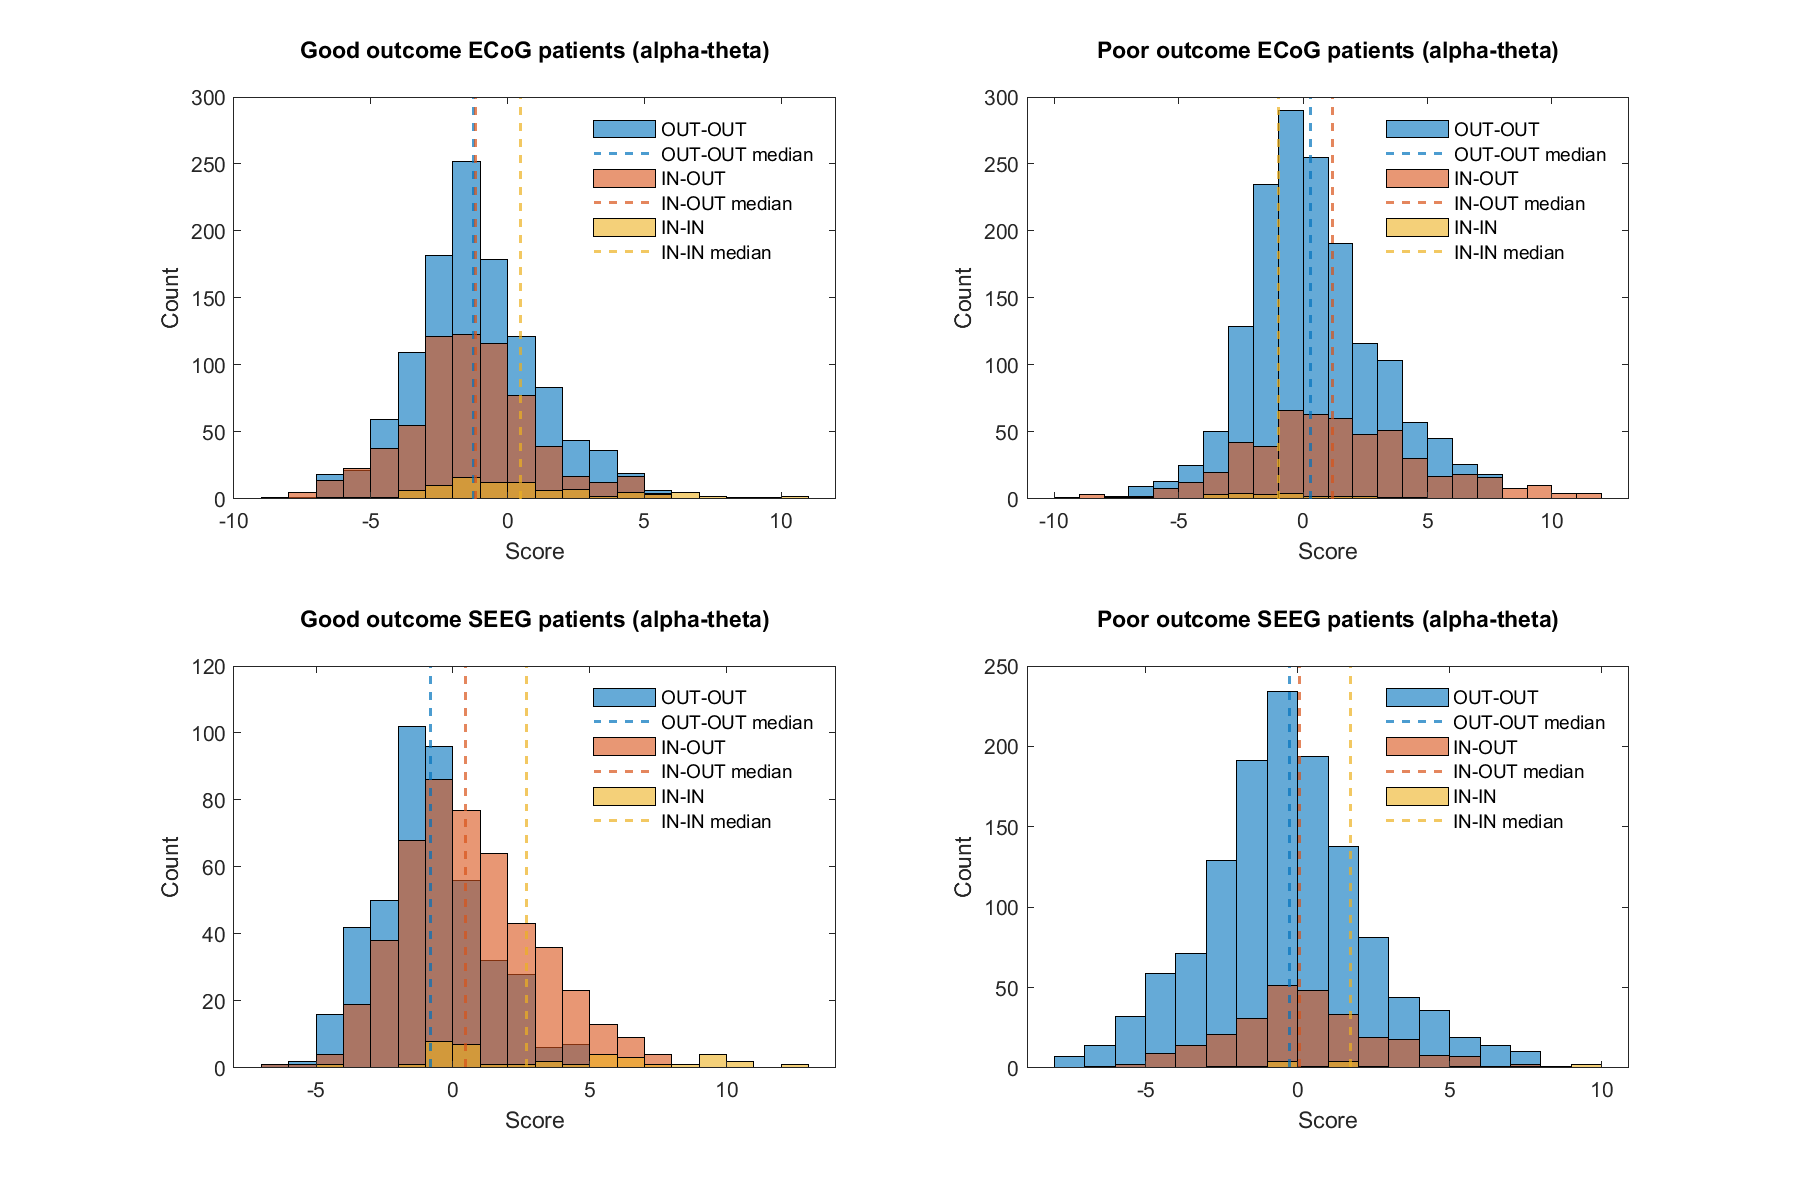 Good outcome ECoG patients (alpha-theta)
300
250
200
150
100
50
0
Count
-10
-5
0
5
10
Score
OUT-OUT
OUT-OUT median
IN-OUT
IN-OUT median
IN-IN
IN-IN median
Poor outcome ECoG patients (alpha-theta)
300
250
200
150
100
50
0
Count
-10
-5
0
5
10
Score
OUT-OUT
OUT-OUT median
IN-OUT
IN-OUT median
IN-IN
IN-IN median
Good outcome SEEG patients (alpha-theta)
120
100
80
60
40
20
0
Count
-5
0
5
10
Score
OUT-OUT
OUT-OUT median
IN-OUT
IN-OUT median
IN-IN
IN-IN median
Poor outcome SEEG patients (alpha-theta)
250
200
150
100
50
0
Count
-5
0
5
10
Score
OUT-OUT
OUT-OUT median
IN-OUT
IN-OUT median
IN-IN
IN-IN median